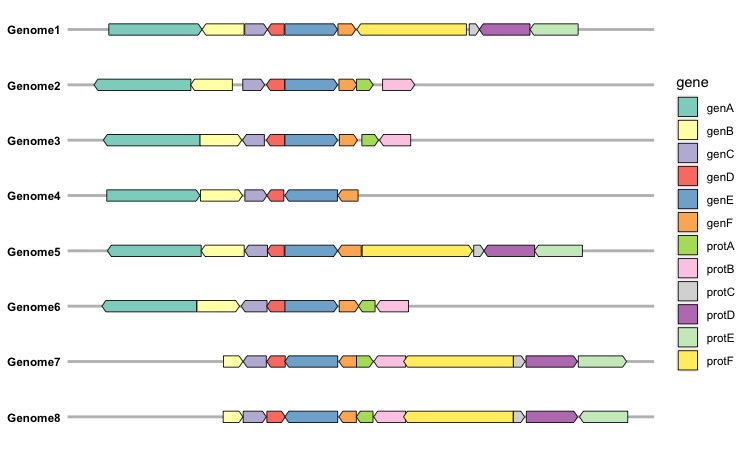 Genome1
Genome2
Genome3
Genome4
Genome5
Genome6
Genome7
Genome8
gene
genA
genB
genC
genD
genE
genF
protA
protB
protC
protD
protE
protF